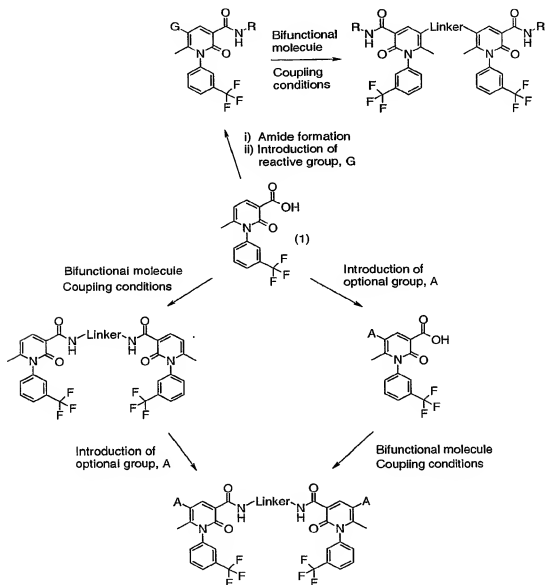 G O N H R
N O
F F F
Bifunctional
molecuie
Coupling
conditions
R N H O Linker O N H R
O N N O
F F F F F F
i) Amide formation
ii) Introduction of
reactive group, G
O OH
N O
(1)
F F F
Bifunctional molecule
Coupling conditions
Introduction of
optional group, A
O N H Linker N H O
N O O N
F F F F F F
A O OH
N O
F F F
Introduction of
optional group, A
Bifunctional molecule
Coupling conditions
A O N H Linker N H O A
N O O N
F F F F F F